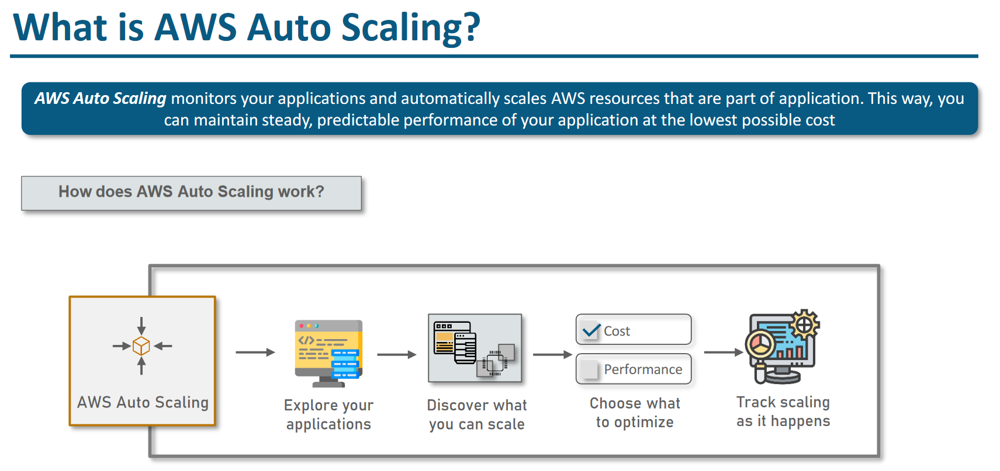 What is AWS Auto Scaling?
AWS Auto Scaling monitors your applications and automatically scales AWS resources that are part of application. This way, you
can maintain steady, predictable performance of your application at the lowest possible cost
How does AWS Auto Scaling work?
AWS Auto Scaling
Explore your
applications
Discover what
you can scale
Cost
Performance
Choose what
to optimize
Track scaling
as it happens